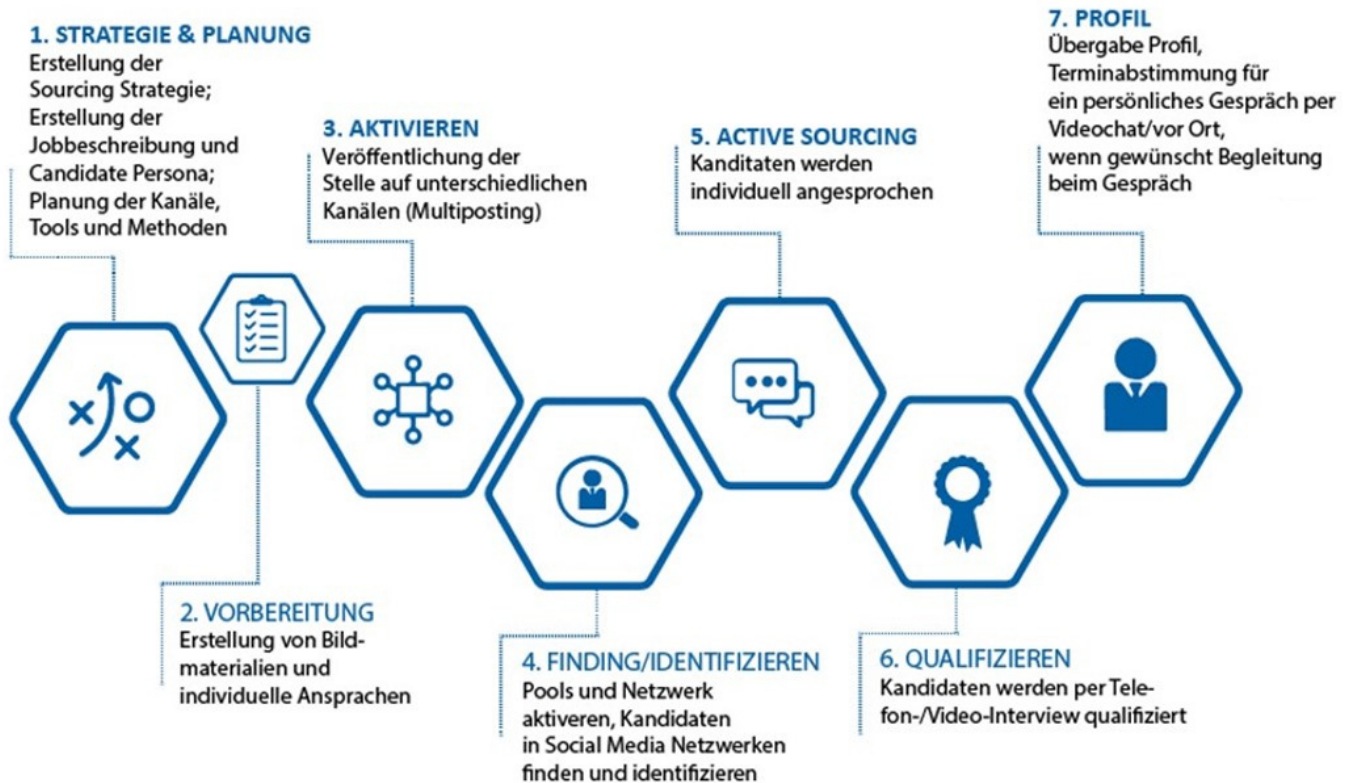 1. STRATEGIE & PLANUNG
Erstellung der
Sourcing Strategie;
Erstellung der
Jobbeschreibung und
Candidate Persona;
Planung der Kanäle,
Tools und Methoden
2. VORBEREITUNG
Erstellung von Bild-
materialien und
individuelle Ansprachen
3. AKTIVIEREN
Veröffentlichung der
Stelle auf unterschiedlichen
Kanälen (Multiposting)
4. FINDING/IDENTIFIZIEREN
Pools und Netzwerk
aktiveren, Kandidaten
in Social Media Netzwerken
finden und identifizieren
5. ACTIVE SOURCING
Kanditaten werden
individuell angesprochen
6. QUALIFIZIEREN
Kandidaten werden per Tele-
fon-/Video-Interview qualifiziert
7. PROFIL
Übergabe Profil,
Terminabstimmung für
ein persönliches Gespräch per
Videochat/vor Ort,
wenn gewünscht Begleitung
beim Gespräch